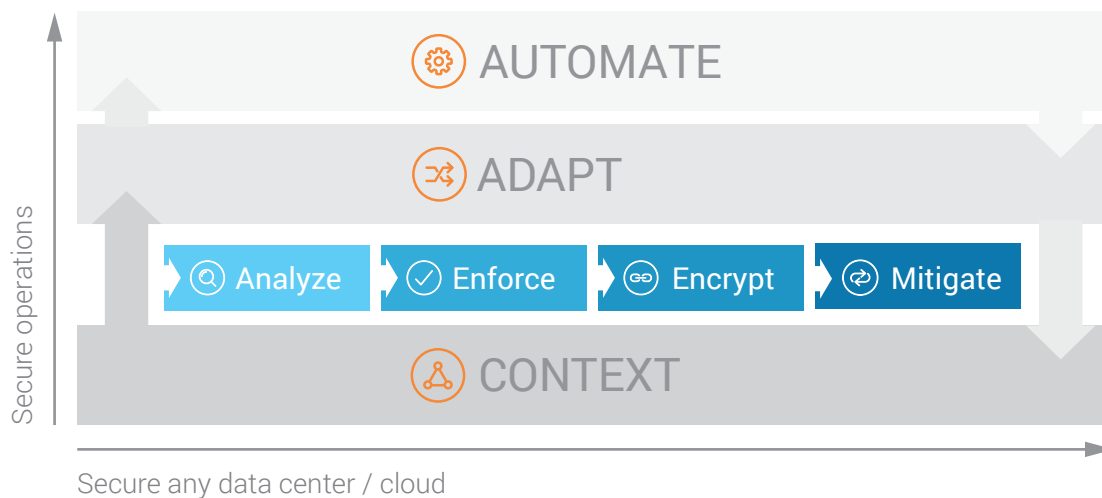 AUTOMATE
ADAPT
Analyze
Enforce
Encrypt
Mitigate
CONTEXT
Secure operations
Secure any data center / cloud